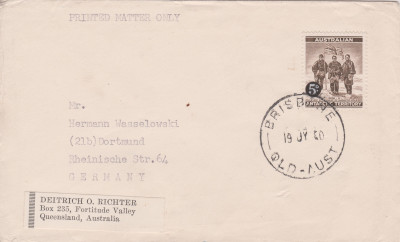 PRINTED MATTER ONLY
AUSTRALIAN
5D
ANTARCTIC TERRITORY
BRISBANE
19 JY 60
QLD-AUST
Mr.
Hermann Wasselowski
(21b)Dortmund
Rheinische Str.64
GERMANY
DEITRICH O. RICHTER
Box 235, Fortitude Valley
Queensland, Australia